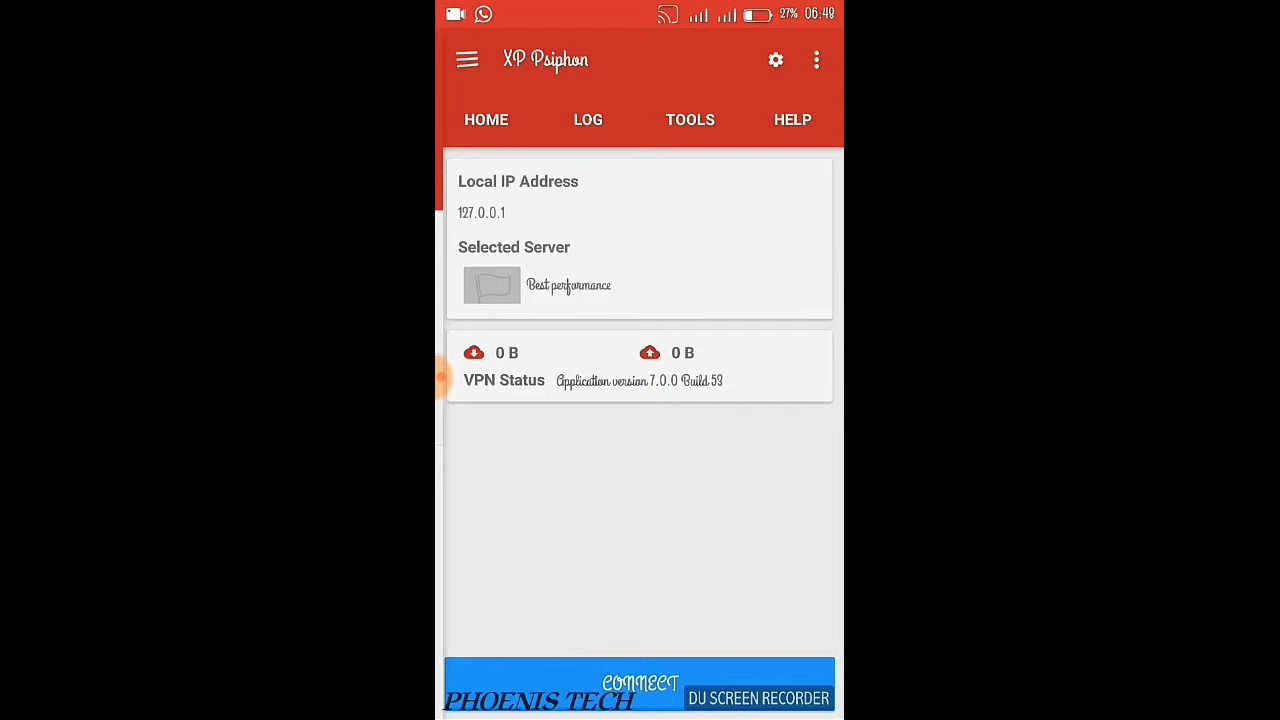 27% 06:48
XP Psiphon
HOME LOG TOOLS HELP
Local IP Address
127.0.0.1
Selected Server
Best performance
0 B 0 B
VPN Status Application version 7.0.0 Build 53
CONNECT
PHOENIS TECH DU SCREEN RECORDER